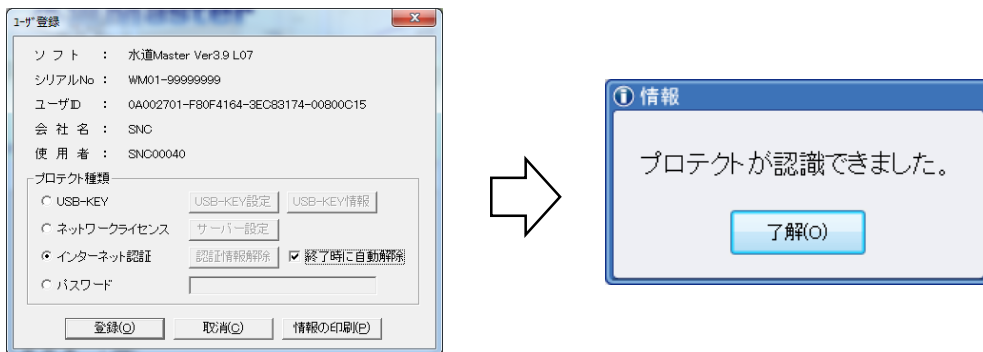 ﾕｰｻﾞ登録
ソ フ ト ： 水道Master Ver3.9 L07
シリアルNo ： WM01-99999999
ユーザID ： 0A002701-F80F4164-3EC83174-00800C15
会 社 名 ： SNC
使 用 者 ： SNC00040
プロテクト種類
USB-KEY USB-KEY設定 USB-KEY情報
ネットワークライセンス サーバー設定
インターネット認証 認証情報解除 終了時に自動解除
パスワード
登録(O) 取消(C) 情報の印刷(P)
情報
プロテクトが認識できました。
了解(O)